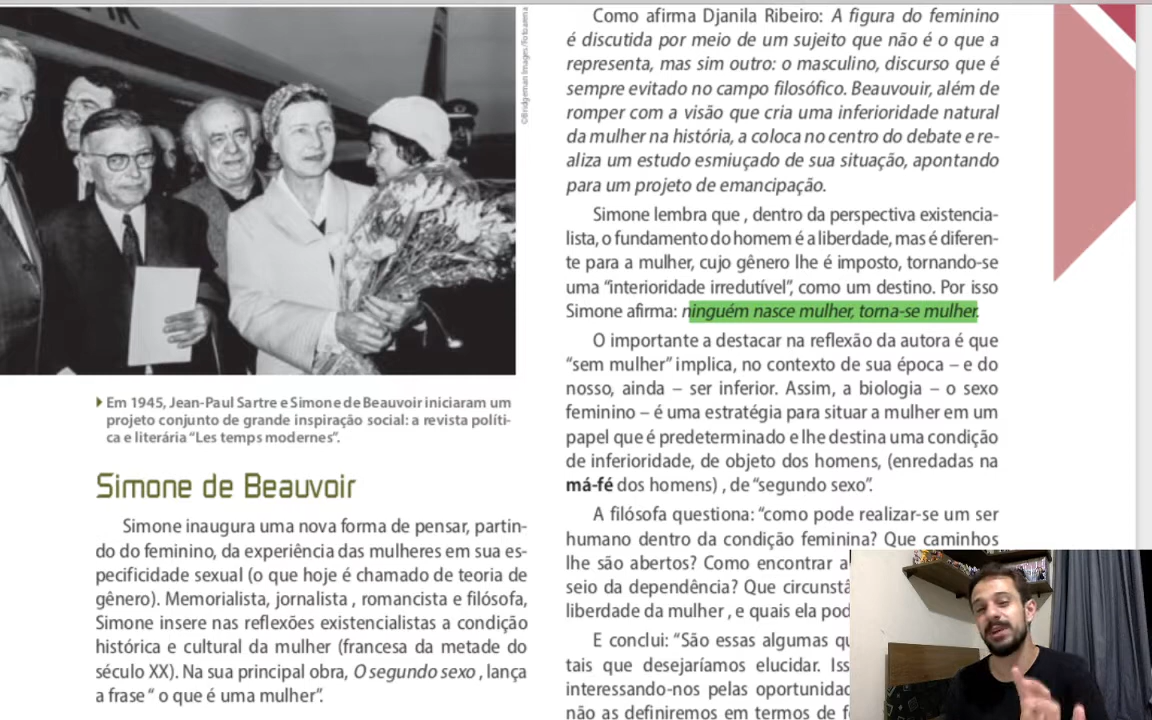 ©Bridgeman Images/Fotoarena
Em 1945, Jean-Paul Sartre e Simone de Beauvoir iniciaram um
projeto conjunto de grande inspiração social: a revista políti-
ca e literária “Les temps modernes”.
Simone de Beauvoir
Simone inaugura uma nova forma de pensar, partin-
do do feminino, da experiência das mulheres em sua es-
pecificidade sexual (o que hoje é chamado de teoria de
gênero). Memorialista, jornalista , romancista e filósofa,
Simone insere nas reflexões existencialistas a condição
histórica e cultural da mulher (francesa da metade do
século XX). Na sua principal obra, O segundo sexo , lança
a frase “ o que é uma mulher”.
Como afirma Djanila Ribeiro: A figura do feminino
é discutida por meio de um sujeito que não é o que a
representa, mas sim outro: o masculino, discurso que é
sempre evitado no campo filosófico. Beauvouir, além de
romper com a visão que cria uma inferioridade natural
da mulher na história, a coloca no centro do debate e re-
aliza um estudo esmiuçado de sua situação, apontando
para um projeto de emancipação.
Simone lembra que , dentro da perspectiva existencia-
lista, o fundamento do homem é a liberdade, mas é diferen-
te para a mulher, cujo gênero lhe é imposto, tornando-se
uma “interioridade irredutível”, como um destino. Por isso
Simone afirma: ninguém nasce mulher, torna-se mulher.
O importante a destacar na reflexão da autora é que
“sem mulher” implica, no contexto de sua época – e do
nosso, ainda – ser inferior. Assim, a biologia – o sexo
feminino – é uma estratégia para situar a mulher em um
papel que é predeterminado e lhe destina uma condição
de inferioridade, de objeto dos homens, (enredadas na
má-fé dos homens) , de “segundo sexo”.
A filósofa questiona: “como pode realizar-se um ser
humano dentro da condição feminina? Que caminhos
lhe são abertos? Como encontrar a
seio da dependência? Que circunstâ
liberdade da mulher , e quais ela pod
E conclui: “São essas algumas qu
tais que desejaríamos elucidar. Iss
interessando-nos pelas oportunidad
não as definiremos em termos de f